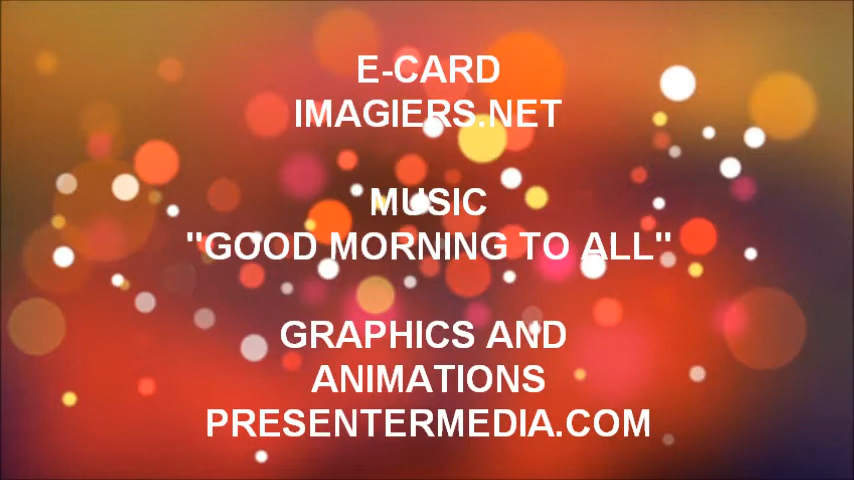 E-CARD
IMAGIERS.NET
MUSIC
"GOOD MORNING TO ALL"
GRAPHICS AND
ANIMATIONS
PRESENTERMEDIA.COM